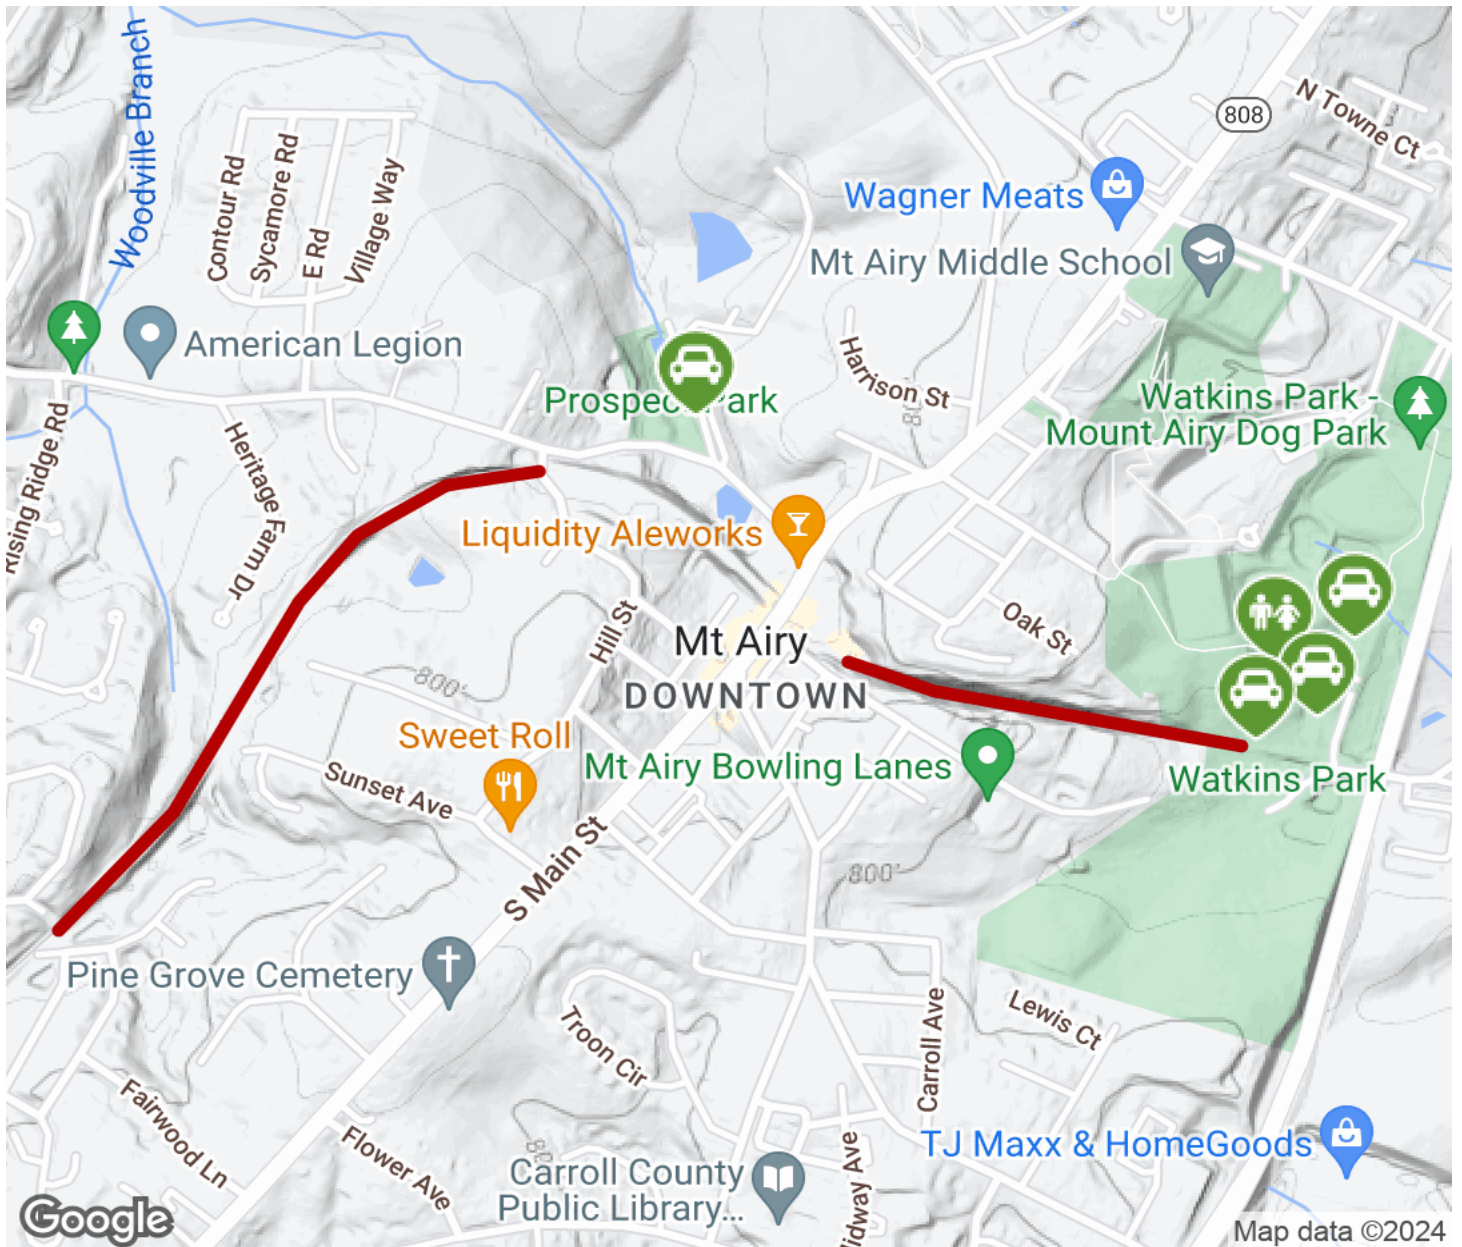 Woodville Branch
808
N Towne Ct
Contour Rd
Sycamore Rd
E Rd
Village Way
Wagner Meats
Mt Airy Middle School
American Legion
Harrison St
Watkins Park -
Mount Airy Dog Park
Rising Ridge Rd
Heritage Farm Dr
Liquidity Aleworks
Oak St
Hill St
Mt Airy
DOWNTOWN
800'
Sweet Roll
Mt Airy Bowling Lanes
Watkins Park
Sunset Ave
S Main St
800'
Pine Grove Cemetery
Troon Cir
Carroll Ave
Lewis Ct
Fairwood Ln
Flower Ave
Carroll County
Public Library...
TJ Maxx & HomeGoods
Google
Map data ©2024